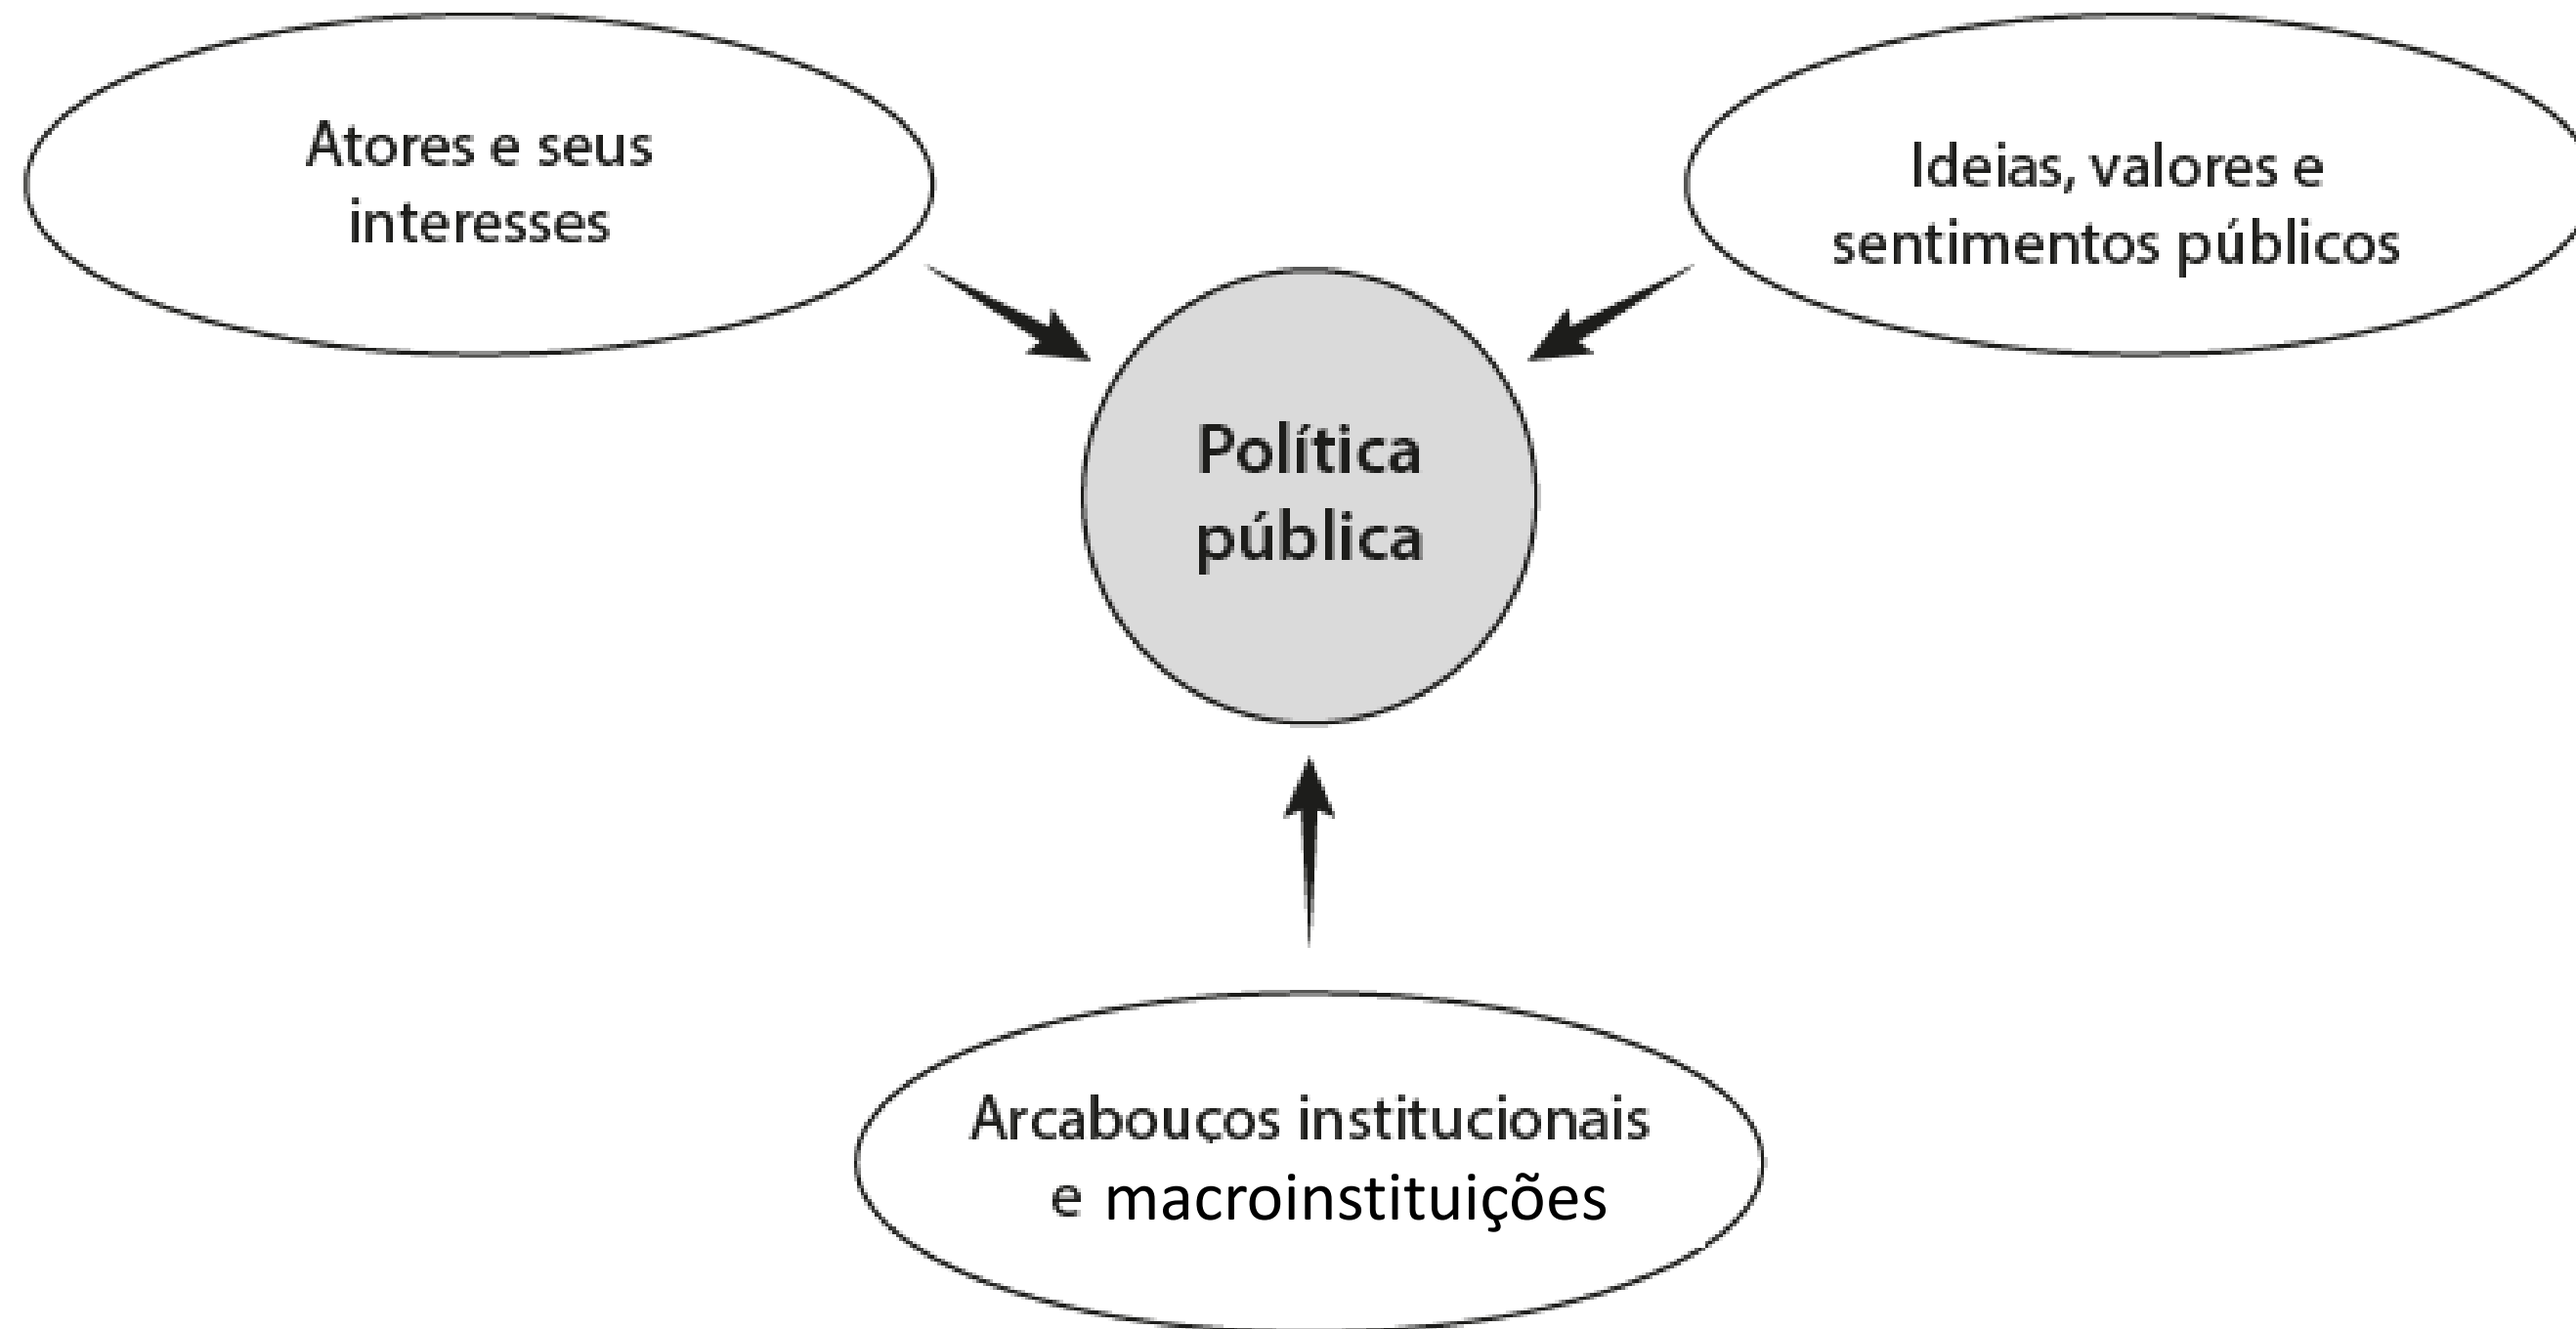 Atores e seus
interesses
Ideias, valores e
sentimentos públicos
Política
pública
Arcabouços institucionais
e macroinstituições